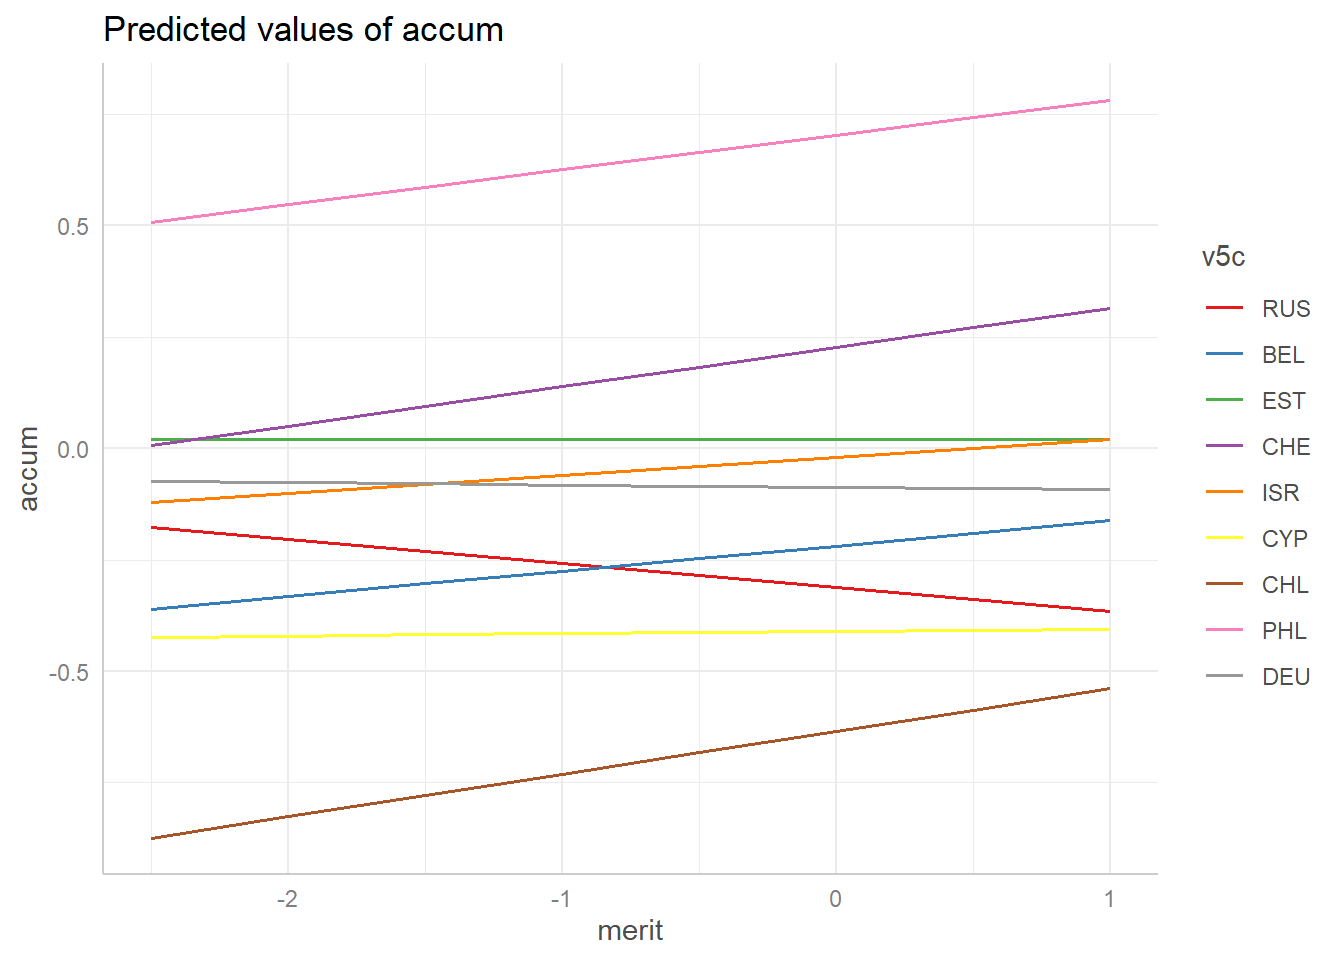 Predicted values of accum
accum
0.5
0.0
-0.5
-2
-1
0
1
merit
v5c
RUS
BEL
EST
CHE
ISR
CYP
CHL
PHL
DEU